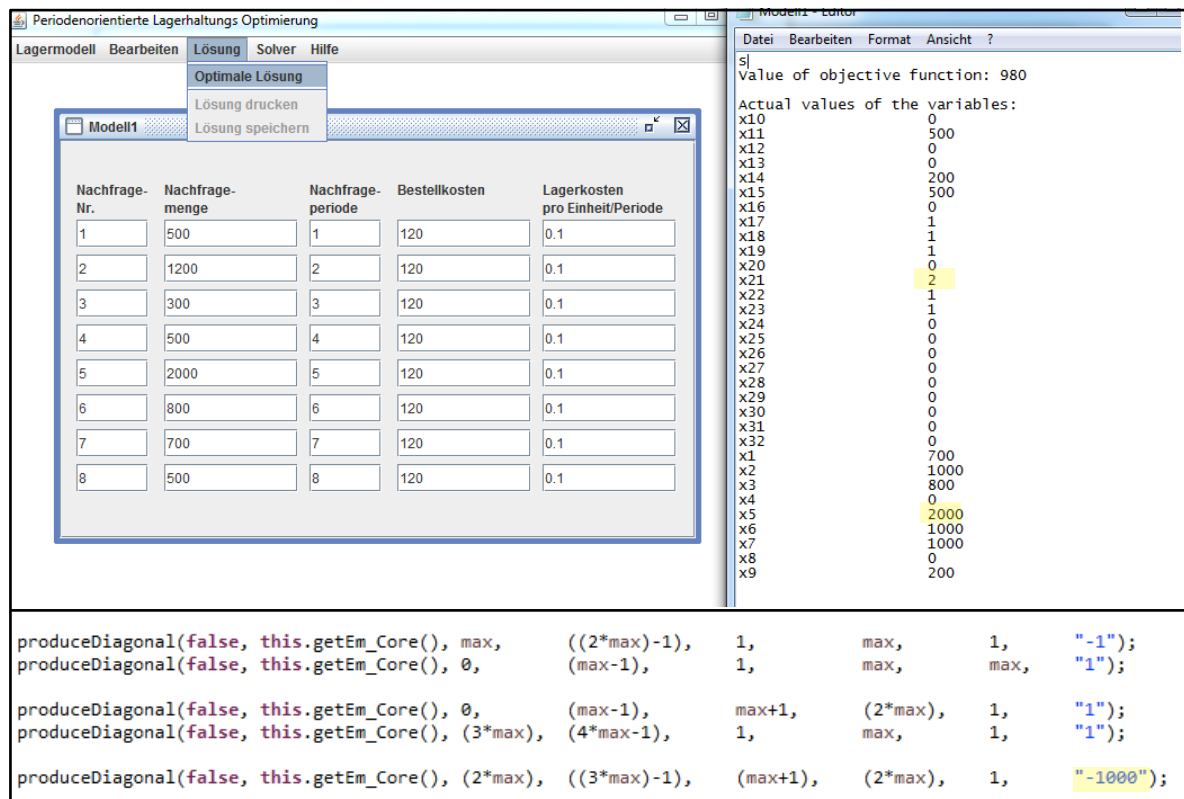 Periodenorientierte Lagerhaltungs Optimierung
Lagermodell Bearbeiten Lösung Solver Hilfe
Optimale Lösung
Lösung drucken
Lösung speichern
Modell1
Nachfrage- Nachfrage- Nachfrage- Bestellkosten Lagerkosten
Nr. menge periode pro Einheit/Periode
1 500 1 120 0.1
2 1200 2 120 0.1
3 300 3 120 0.1
4 500 4 120 0.1
5 2000 5 120 0.1
6 800 6 120 0.1
7 700 7 120 0.1
8 500 8 120 0.1
Modell1 - Editor
Datei Bearbeiten Format Ansicht ?
s
Value of objective function: 980
Actual values of the variables:
x10 0
x11 500
x12 0
x13 0
x14 200
x15 500
x16 0
x17 1
x18 1
x19 1
x20 0
x21 2
x22 1
x23 1
x24 0
x25 0
x26 0
x27 0
x28 0
x29 0
x30 0
x31 0
x32 0
x1 700
x2 1000
x3 800
x4 0
x5 2000
x6 1000
x7 1000
x8 0
x9 200
produceDiagonal(false, this.getEm_Core(), max, ((2*max)-1), 1, max, 1, "-1");
produceDiagonal(false, this.getEm_Core(), 0, (max-1), 1, max, max, "1");
produceDiagonal(false, this.getEm_Core(), 0, (max-1), max+1, (2*max), 1, "1");
produceDiagonal(false, this.getEm_Core(), (3*max), (4*max-1), 1, max, 1, "1");
produceDiagonal(false, this.getEm_Core(), (2*max), ((3*max)-1), (max+1), (2*max), 1, "-1000");